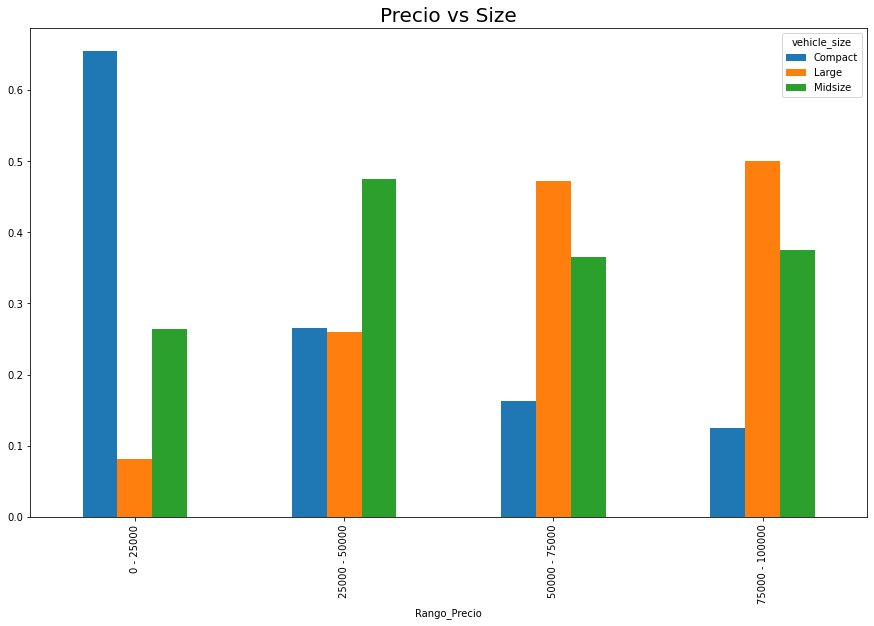 Precio vs Size
vehicle_size
Compact
Large
Midsize
0.6
0.5
0.4
0.3
0.2
0.1
0.0
0 - 25000
25000 - 50000
50000 - 75000
75000 - 100000
Rango_Precio